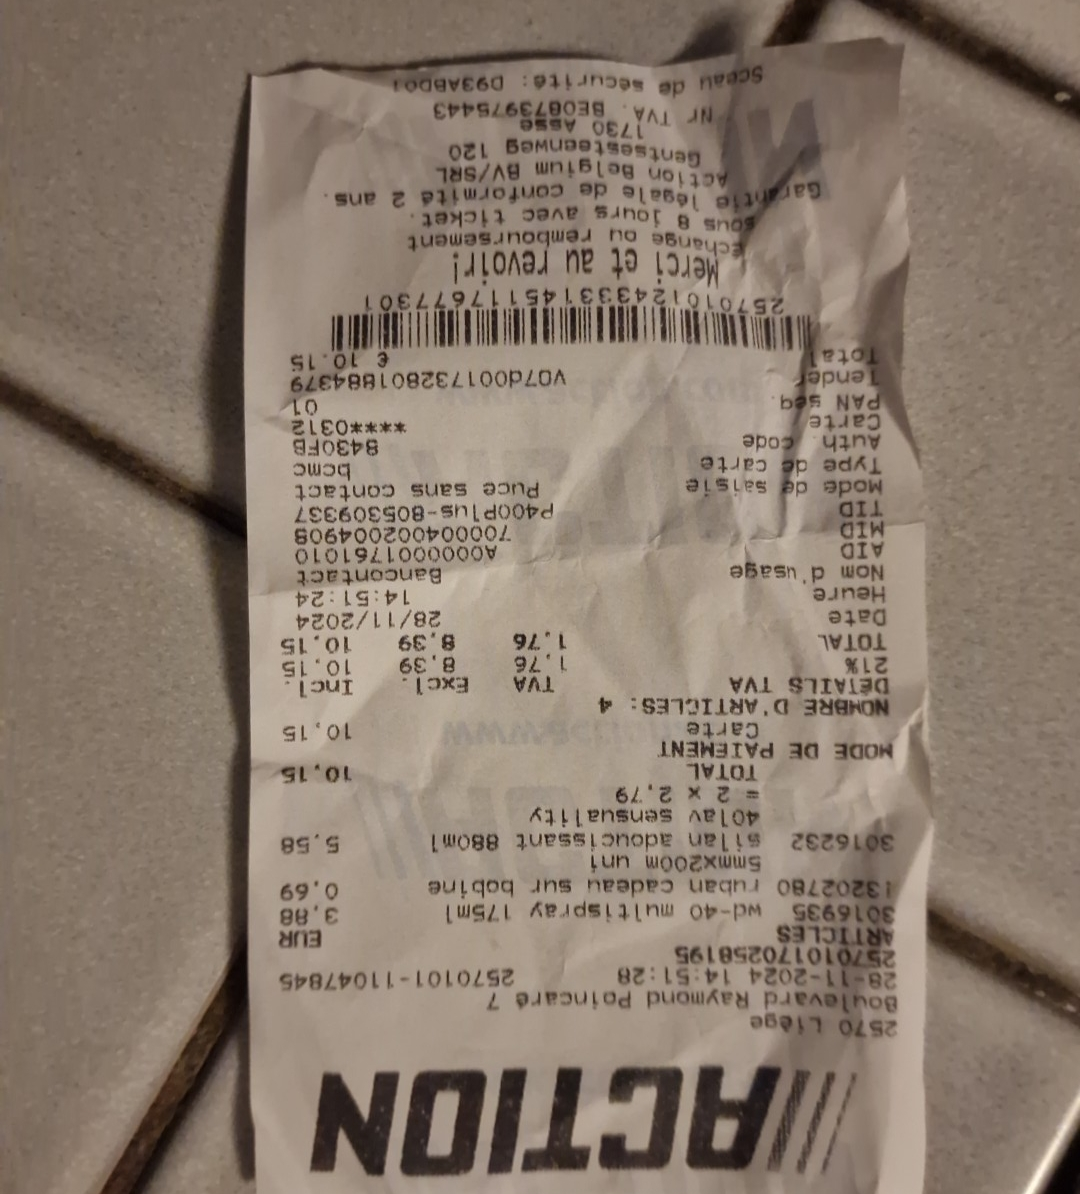 ACTION
2570 Liège
Boulevard Raymond Poincaré 7
28-11-2024 14:51:28 2570101-11047845
2570101170258195
ARTICLES EUR
3016935 wd-40 multispray 175ml 3,88
13202780 ruban cadeau sur bobine 0,69
5mmx200m uni
3016232 silan adoucissant 880ml 5,58
40lav sensuality
= 2 x 2,79
TOTAL 10,15
MODE DE PAIEMENT
Carte 10,15
NOMBRE D'ARTICLES: 4
DÉTAILS TVA TVA Excl. Incl.
21% 1,76 8,39 10,15
TOTAL 1,76 8,39 10,15
Date 28/11/2024
Heure 14:51:24
Nom d'usage Bancontact
AID A0000001761010
MID 700004002004908
TID P400Plus-805309337
Mode de saisie Puce sans contact
Type de carte bcmc
Auth. code 8430FB
Carte ****0312
PAN seq. 01
Tender V07d001732801884379
Total € 10.15
2570101243331451117677301
Merci et au revoir!
Échange ou remboursement
sous 8 jours avec ticket.
Garantie légale de conformité 2 ans.
Action Belgium BV/SRL
Gentsesteenweg 120
1730 Asse
Nr TVA. BE0873975443
Sceau de sécurité: D93ABD01